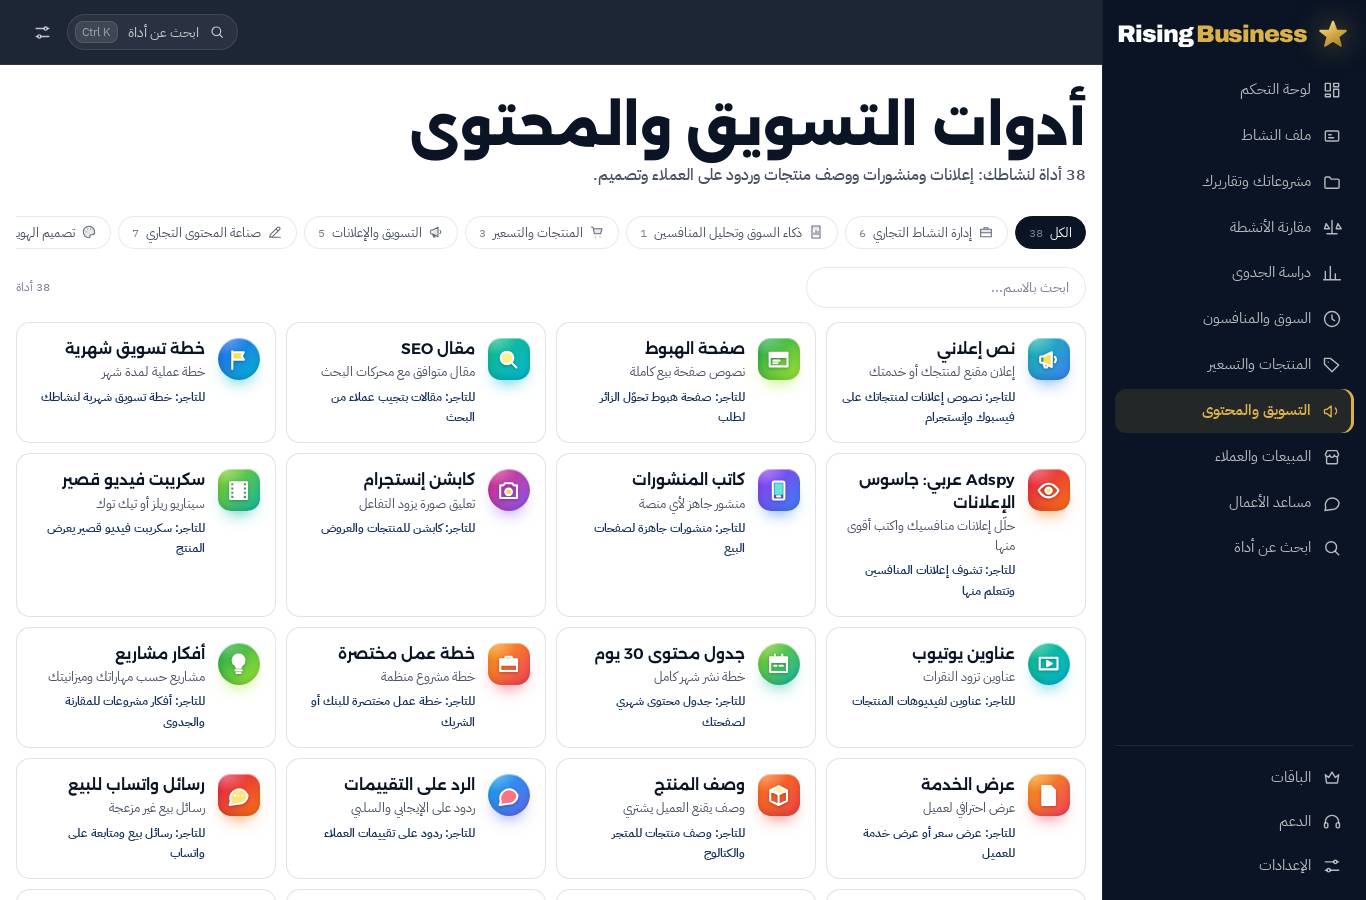 RisingBusiness
لوحة التحكم
ملف النشاط
مشروعاتك وتقاريرك
مقارنة الأنشطة
دراسة الجدوى
السوق والمنافسون
المنتجات والتسعير
التسويق والمحتوى
المبيعات والعملاء
مساعد الأعمال
ابحث عن أداة
الباقات
الدعم
الإعدادات
ابحث عن أداة Ctrl K
أدوات التسويق والمحتوى
38 أداة لنشاطك: إعلانات ومنشورات ووصف منتجات وردود على العملاء وتصميم.
الكل 38
إدارة النشاط التجاري 6
ذكاء السوق وتحليل المنافسين 1
المنتجات والتسعير 3
التسويق والإعلانات 5
صناعة المحتوى التجاري 7
تصميم الهوي
ابحث بالاسم...
38 أداة
نص إعلاني
إعلان مقنع لمنتجك أو خدمتك
للتاجر: نصوص إعلانات لمنتجاتك على
فيسبوك وإنستجرام
صفحة الهبوط
نصوص صفحة بيع كاملة
للتاجر: صفحة هبوط تحوّل الزائر
لطلب
مقال SEO
مقال متوافق مع محركات البحث
للتاجر: مقالات بتجيب عملاء من
البحث
خطة تسويق شهرية
خطة عملية لمدة شهر
للتاجر: خطة تسويق شهرية لنشاطك
Adspy عربي: جاسوس
الإعلانات
حلّل إعلانات منافسيك واكتب أقوى
منها
للتاجر: تشوف إعلانات المنافسين
وتتعلم منها
كاتب المنشورات
منشور جاهز لأي منصة
للتاجر: منشورات جاهزة لصفحات
البيع
كابشن إنستجرام
تعليق صورة يزود التفاعل
للتاجر: كابشن للمنتجات والعروض
سكريبت فيديو قصير
سيناريو ريلز أو تيك توك
للتاجر: سكريبت فيديو قصير يعرض
المنتج
عناوين يوتيوب
عناوين تزود النقرات
للتاجر: عناوين لفيديوهات المنتجات
جدول محتوى 30 يوم
خطة نشر شهر كامل
للتاجر: جدول محتوى شهري
لصفحتك
خطة عمل مختصرة
خطة مشروع منظمة
للتاجر: خطة عمل مختصرة للبنك أو
الشريك
أفكار مشاريع
مشاريع حسب مهاراتك وميزانيتك
للتاجر: أفكار مشروعات للمقارنة
والجدوى
عرض الخدمة
عرض احترافي لعميل
للتاجر: عرض سعر أو عرض خدمة
للعميل
وصف المنتج
وصف يقنع العميل يشتري
للتاجر: وصف منتجات للمتجر
والكتالوج
الرد على التقييمات
ردود على الإيجابي والسلبي
للتاجر: ردود على تقييمات العملاء
رسائل واتساب للبيع
رسائل بيع غير مزعجة
للتاجر: رسائل بيع ومتابعة على
واتساب